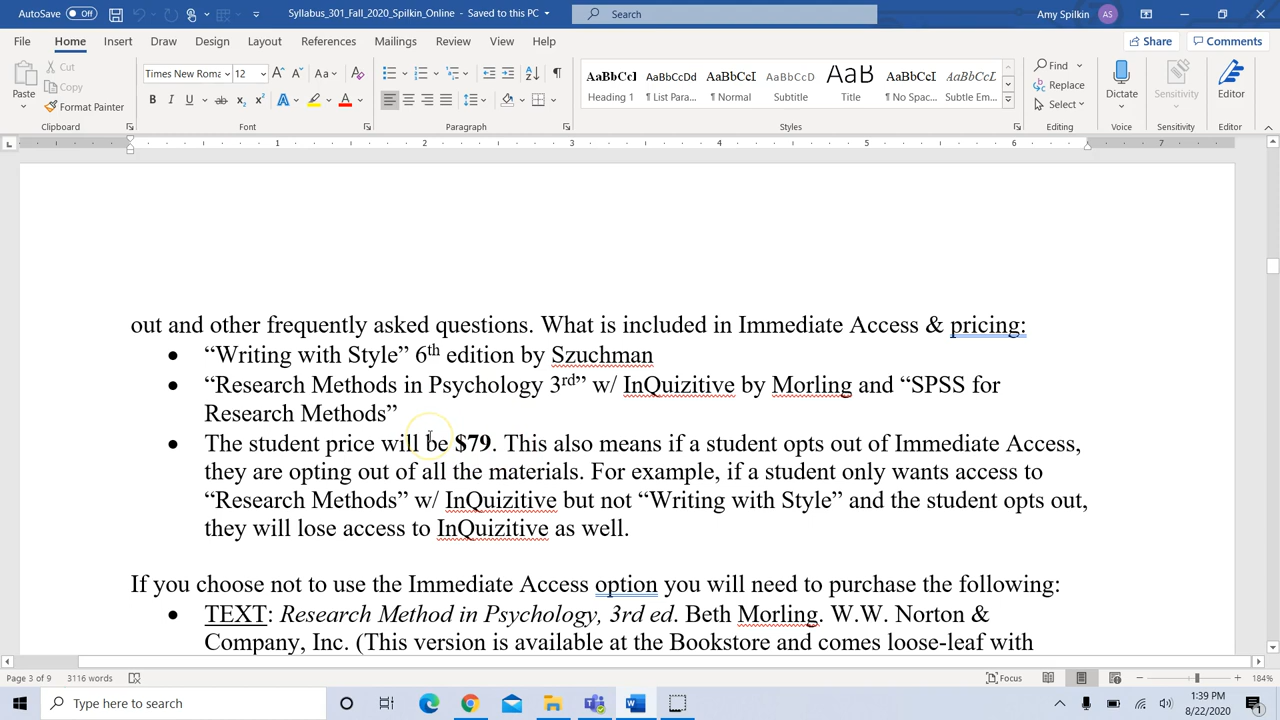 AutoSave Off Syllabus_301_Fall_2020_Spilkin_Online - Saved to this PC Search Amy Spilkin AS
File Home Insert Draw Design Layout References Mailings Review View Help Share Comments
Paste Cut Copy Format Painter Clipboard
Times New Roma 12 Font
Paragraph
AaBbCcI Heading 1 AaBbCcDd ¶ List Para... AaBbCcI ¶ Normal AaBbCcD Subtitle AaB Title AaBbCcI ¶ No Spac... AaBbCcI Subtle Em... Styles
Find Replace Select Editing
Dictate Voice
Sensitivity Sensitivity
Editor Editor
1 2 3 4 5 6 7
out and other frequently asked questions. What is included in Immediate Access & pricing:
• “Writing with Style” 6th edition by Szuchman
• “Research Methods in Psychology 3rd” w/ InQuizitive by Morling and “SPSS for
Research Methods”
• The student price will be $79. This also means if a student opts out of Immediate Access,
they are opting out of all the materials. For example, if a student only wants access to
“Research Methods” w/ InQuizitive but not “Writing with Style” and the student opts out,
they will lose access to InQuizitive as well.
If you choose not to use the Immediate Access option you will need to purchase the following:
• TEXT: Research Method in Psychology, 3rd ed. Beth Morling. W.W. Norton &
Company, Inc. (This version is available at the Bookstore and comes loose-leaf with
Page 3 of 9 3116 words Focus 184%
Type here to search
1:39 PM
8/22/2020